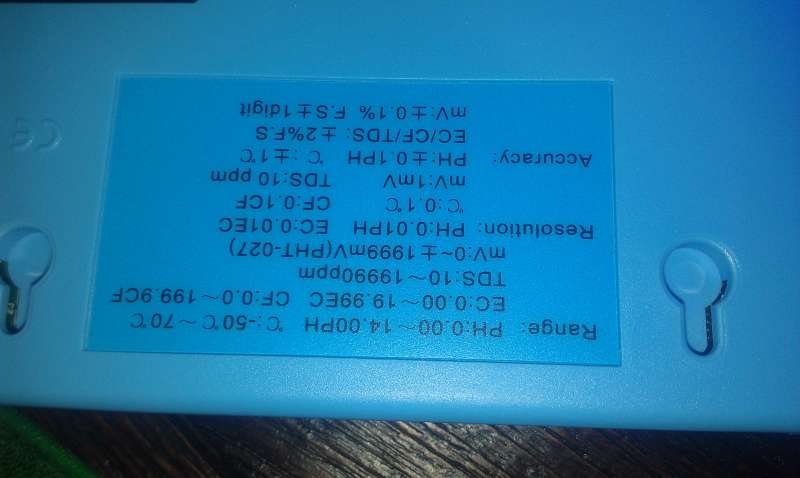 Range: PH:0.00~14.00PH ℃:-50℃~70℃
EC:0.00~19.99EC CF:0.0~199.9CF
TDS:10~19990ppm
mV:0~±1999mV(PHT-027)
Resolution: PH:0.01PH EC:0.01EC
℃:0.1℃ CF:0.1CF
mV:1mV TDS:10 ppm
Accuracy: PH:±0.1PH ℃:±1℃
EC/CF/TDS: ±2%F.S
mV:±0.1% F.S±1digit
CE